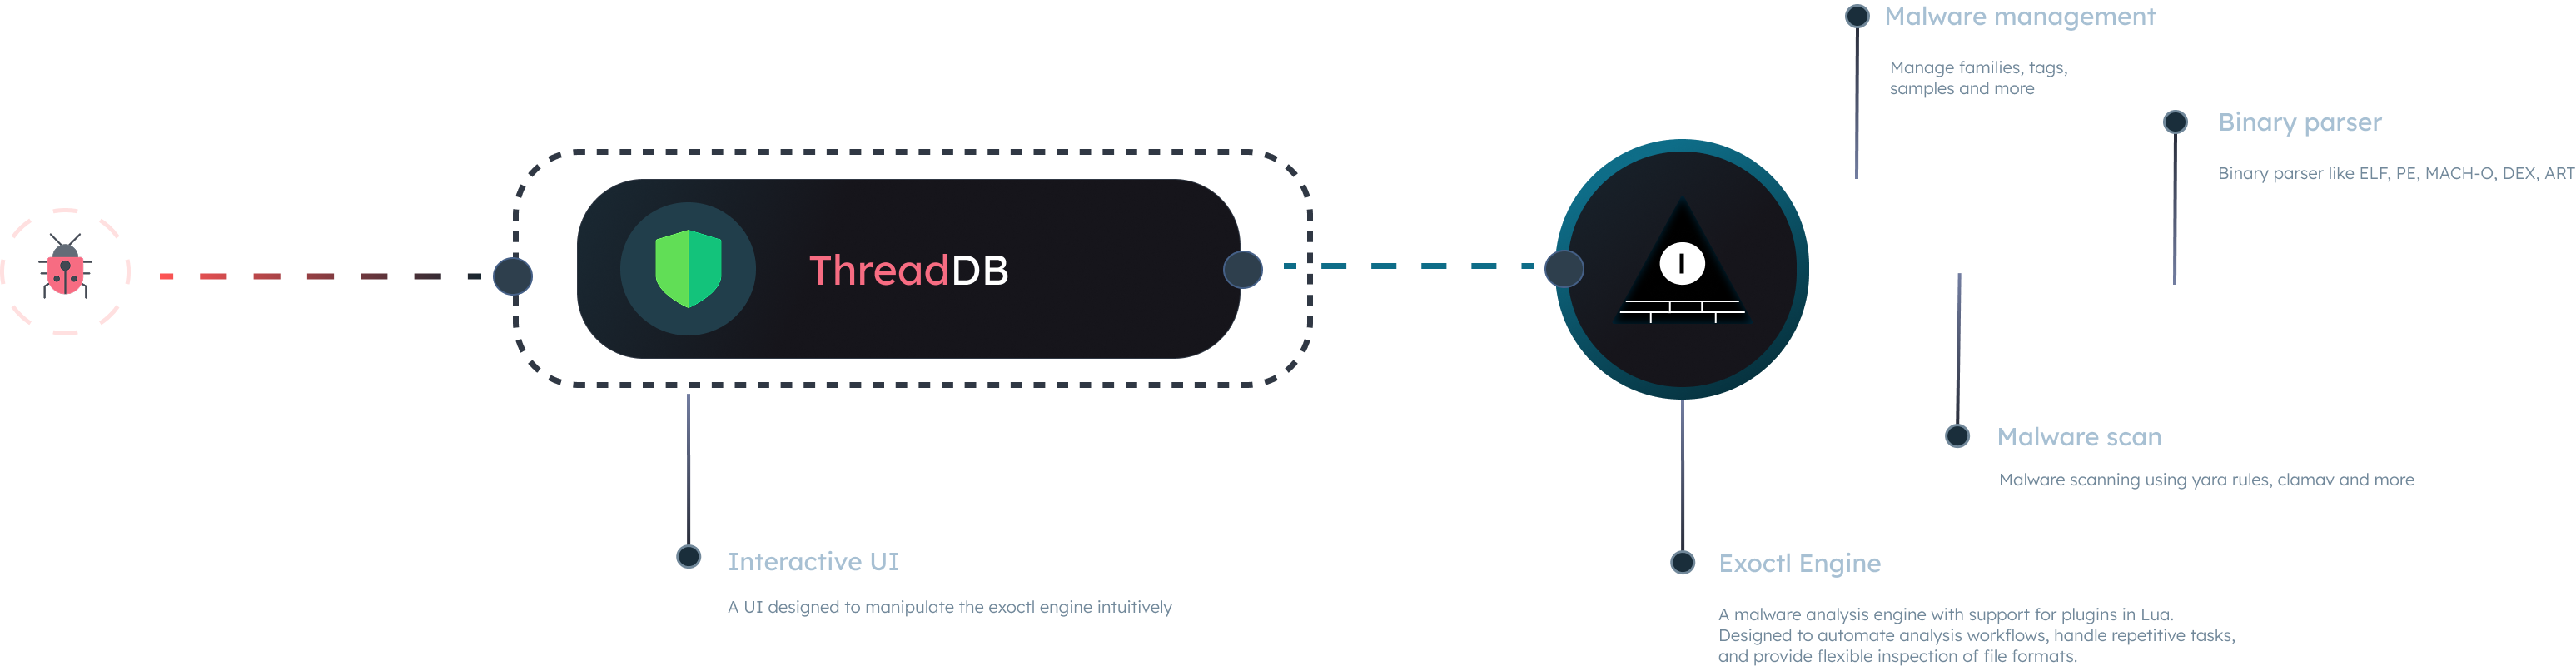 Malware management
Manage families, tags,
samples and more
Binary parser
Binary parser like ELF, PE, MACH-O, DEX, ART
ThreadDB
I
Malware scan
Malware scanning using yara rules, clamav and more
Interactive UI
A UI designed to manipulate the exoctl engine intuitively
Exoctl Engine
A malware analysis engine with support for plugins in Lua.
Designed to automate analysis workflows, handle repetitive tasks,
and provide flexible inspection of file formats.